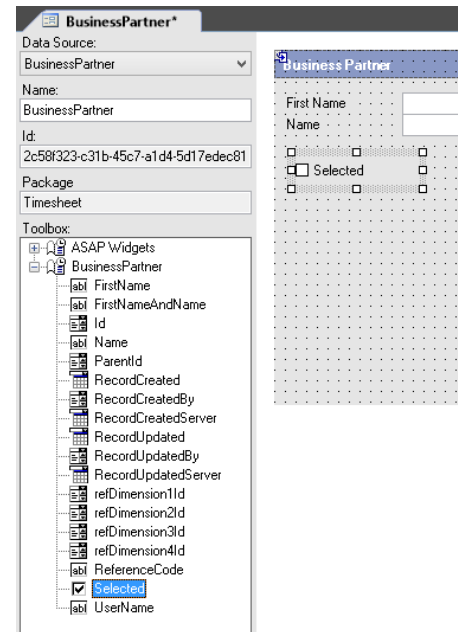 BusinessPartner*
Data Source:
BusinessPartner
Name:
BusinessPartner
Id:
2c58f323-c31b-45c7-a1d4-5d17edec81
Package
Timesheet
Toolbox:
ASAP Widgets
BusinessPartner
FirstName
FirstNameAndName
Id
Name
ParentId
RecordCreated
RecordCreatedBy
RecordCreatedServer
RecordUpdated
RecordUpdatedBy
RecordUpdatedServer
refDimension1Id
refDimension2Id
refDimension3Id
refDimension4Id
ReferenceCode
Selected
UserName
Business Partner
First Name
Name
Selected